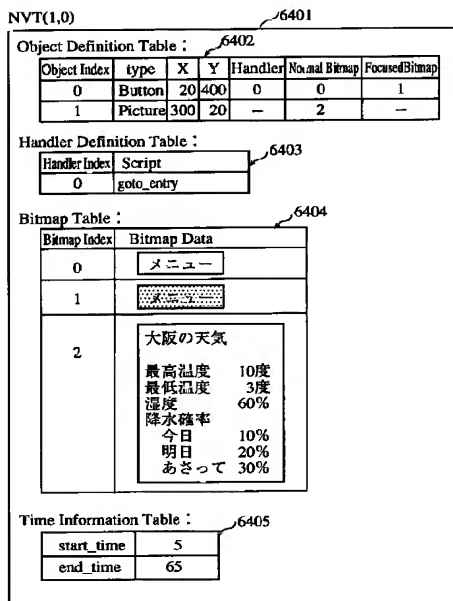 NVT(1,0)
6401
Object Definition Table :
6402
Object Index type X Y Handler Normal Bitmap FocusedBitmap
0 Button 20 400 0 0 1
1 Picture 300 20 — 2 —
Handler Definition Table :
6403
Handler Index Script
0 goto_entry
Bitmap Table :
6404
Bitmap Index Bitmap Data
0 メニュー
1 メニュー
2 大阪の天気
最高温度 10度
最低温度 3度
湿度 60%
降水確率
今日 10%
明日 20%
あさって 30%
Time Information Table :
6405
start_time 5
end_time 65